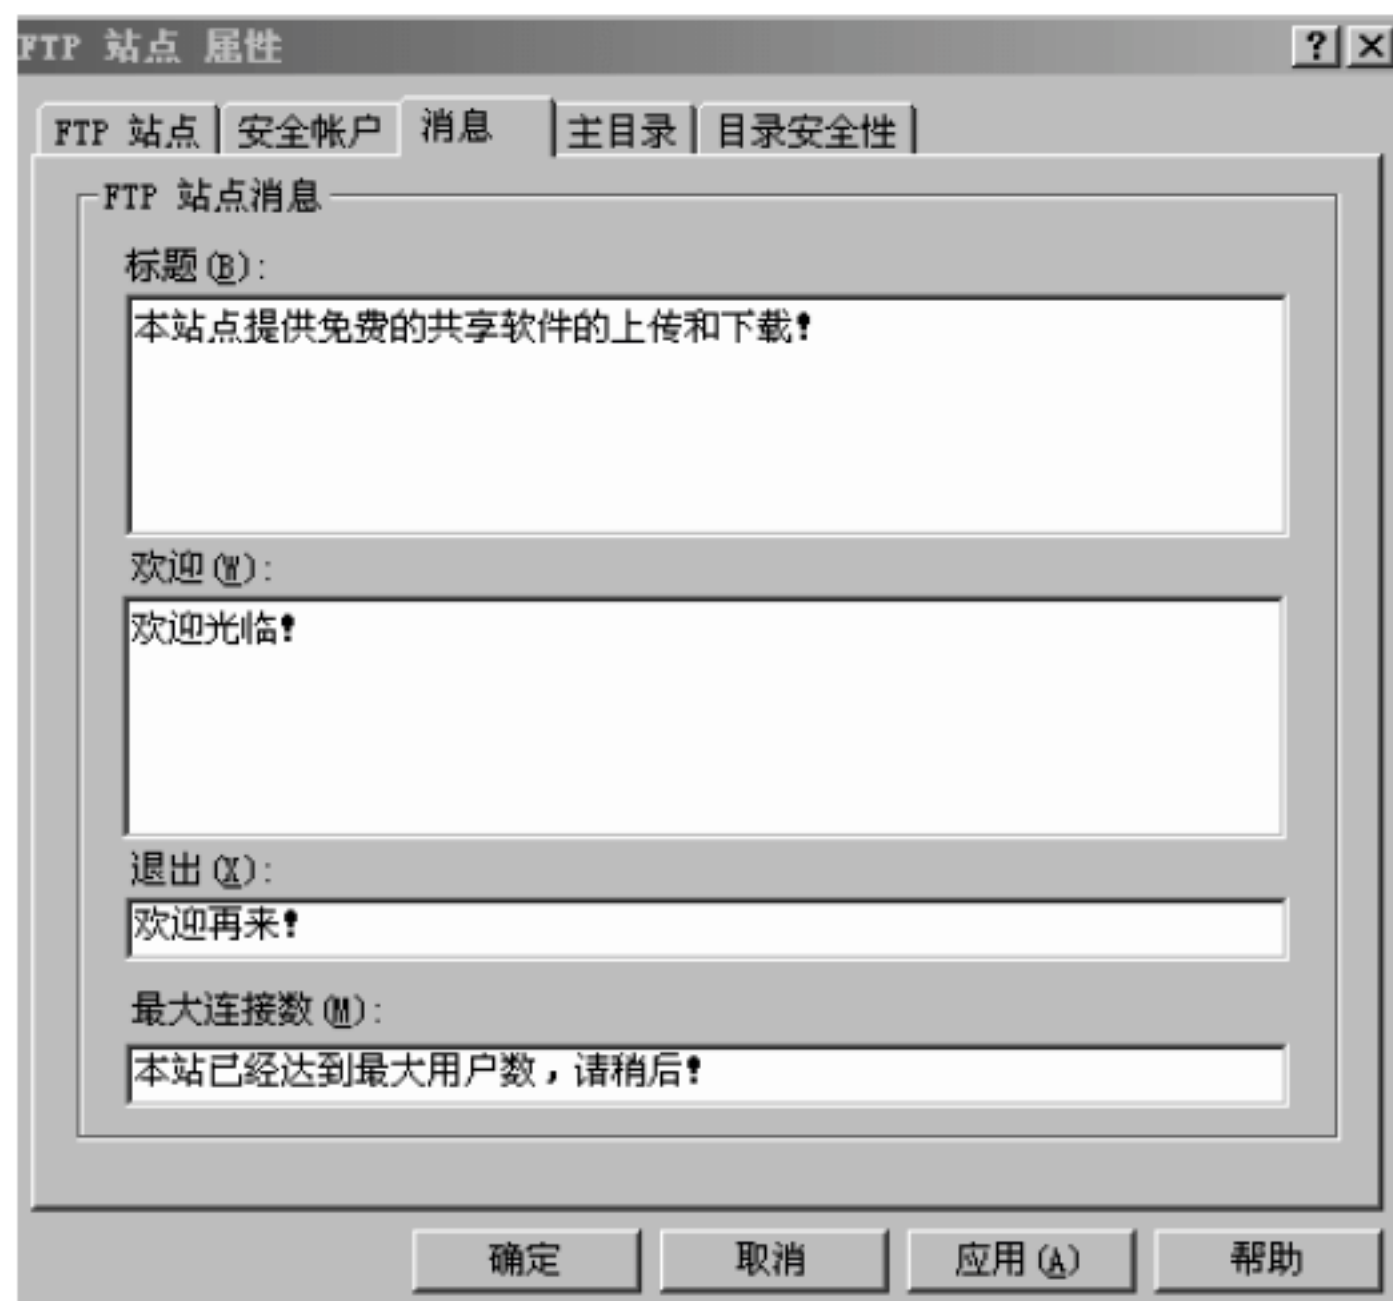 FTP 站点 属性
FTP 站点 安全帐户 消息 主目录 目录安全性
FTP 站点消息
标题(B):
本站点提供免费的共享软件的上传和下载!
欢迎(W):
欢迎光临!
退出(X):
欢迎再来!
最大连接数(M):
本站已经达到最大用户数，请稍后!
确定 取消 应用(A) 帮助